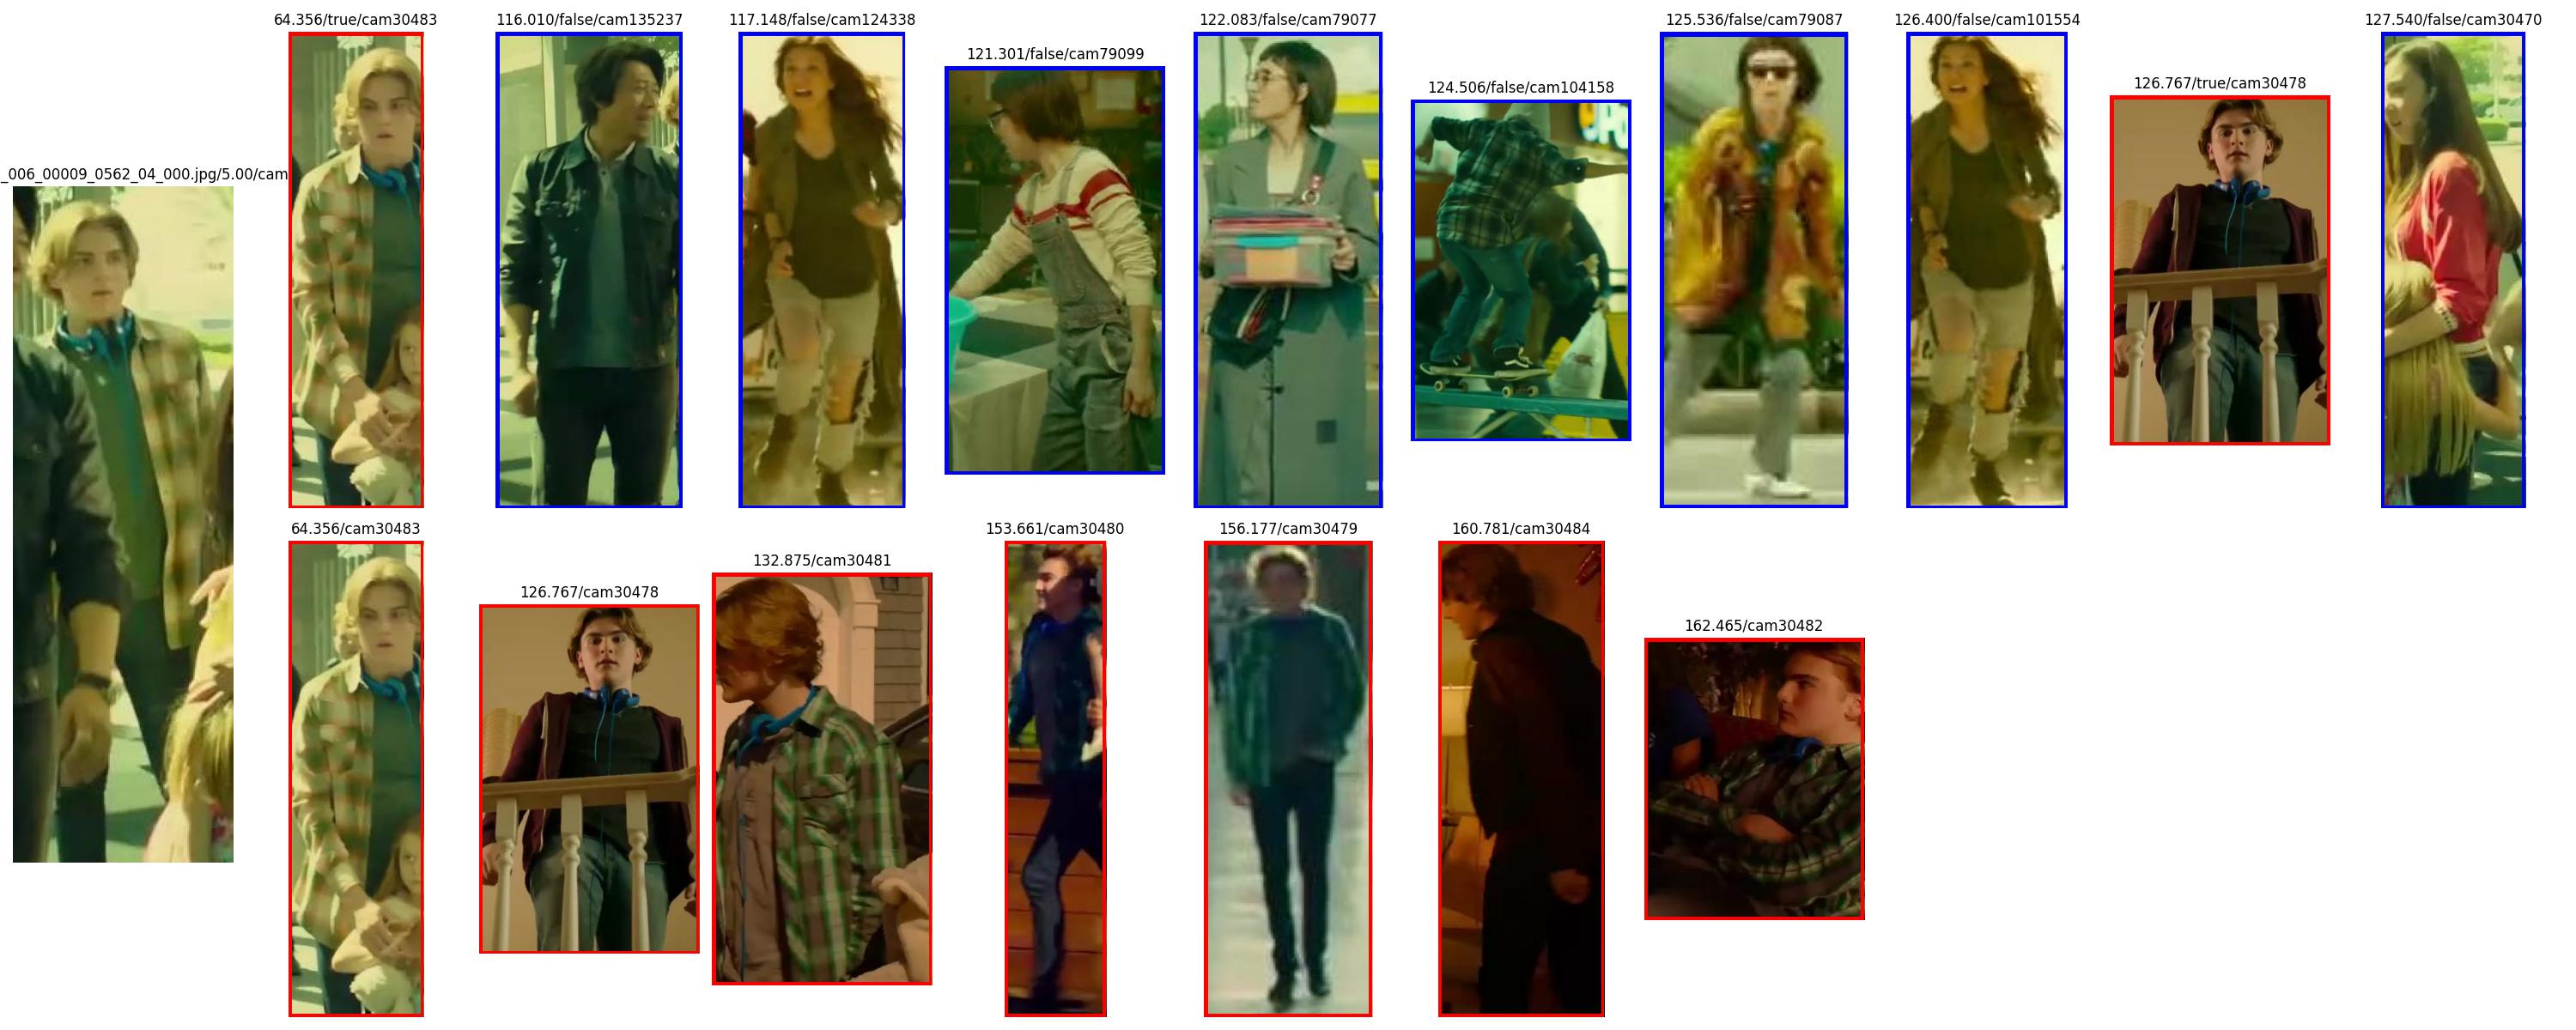 64.356/true/cam30483
116.010/false/cam135237
117.148/false/cam124338
121.301/false/cam79099
122.083/false/cam79077
124.506/false/cam104158
125.536/false/cam79087
126.400/false/cam101554
126.767/true/cam30478
127.540/false/cam30470
_006_00009_0562_04_000.jpg/5.00/cam
64.356/cam30483
126.767/cam30478
132.875/cam30481
153.661/cam30480
156.177/cam30479
160.781/cam30484
162.465/cam30482